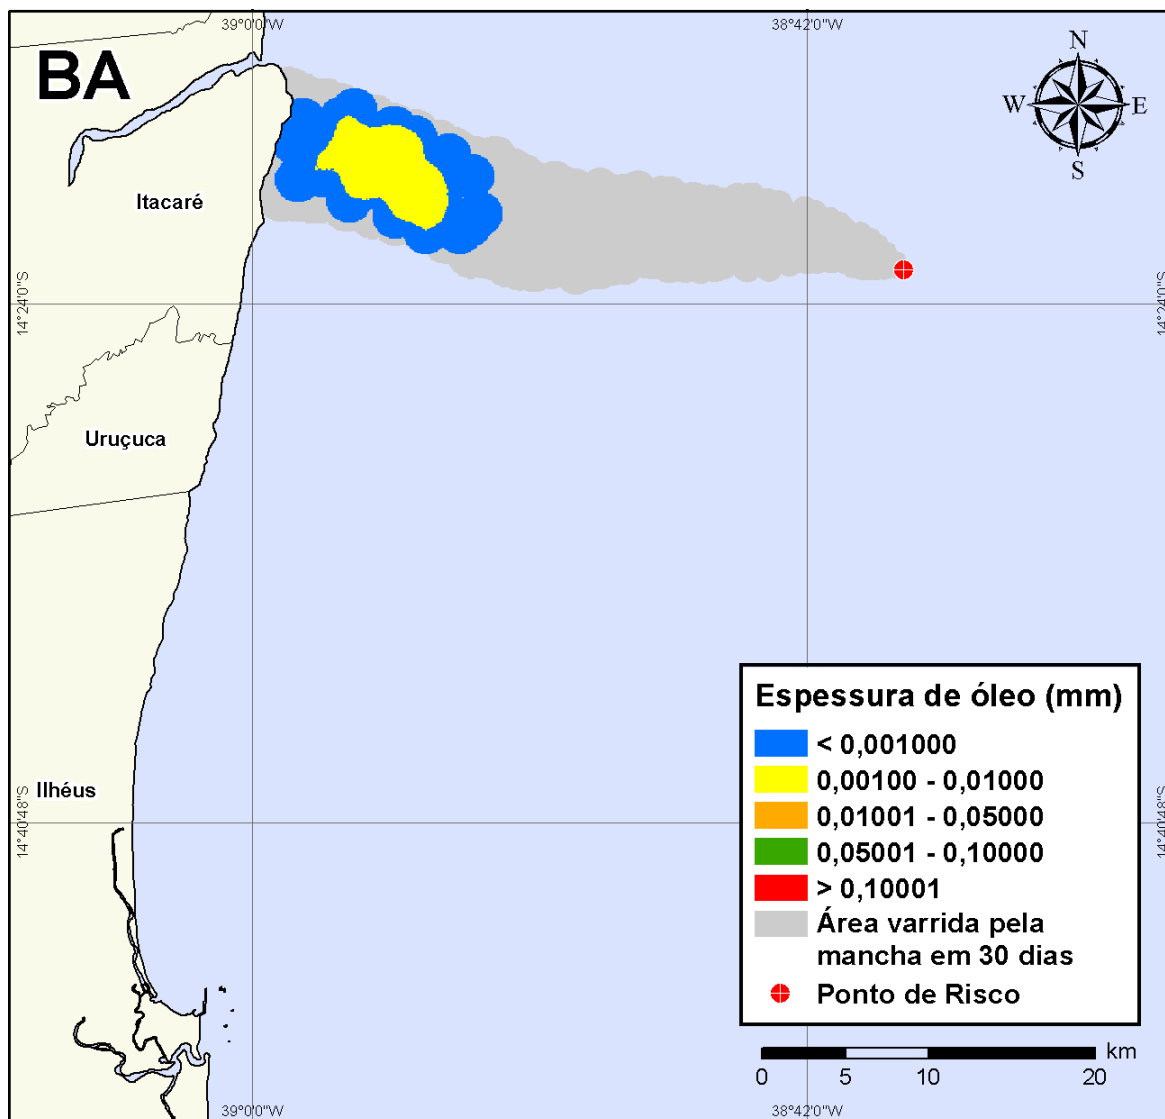 39°0'0"W
38°42'0"W
BA
N
W
E
S
Itacaré
14°24'0"S
14°24'0"S
Uruçuca
Ilhéus
14°40'48"S
14°40'48"S
Espessura de óleo (mm)
< 0,001000
0,00100 - 0,01000
0,01001 - 0,05000
0,05001 - 0,10000
> 0,10001
Área varrida pela
mancha em 30 dias
Ponto de Risco
km
0 5 10 20
39°0'0"W
38°42'0"W